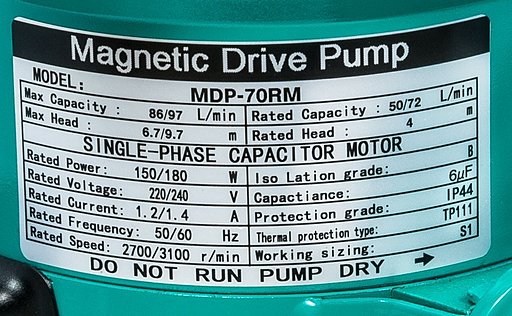 Magnetic Drive Pump
MODEL: MDP-70RM
Max Capacity : 86/97 L/min Rated Capacity : 50/72 L/min
Max Head : 6.7/9.7 m Rated Head : 4 m
SINGLE-PHASE CAPACITOR MOTOR
Rated Power: 150/180 W Iso Lation grade: B
Rated Voltage: 220/240 V Capactiance: 6μF
Rated Current: 1.2/1.4 A Protection grade: IP44
Rated Frequency: 50/60 Hz Thermal protection type: TP111
Rated Speed: 2700/3100 r/min Working sizing: S1
DO NOT RUN PUMP DRY →